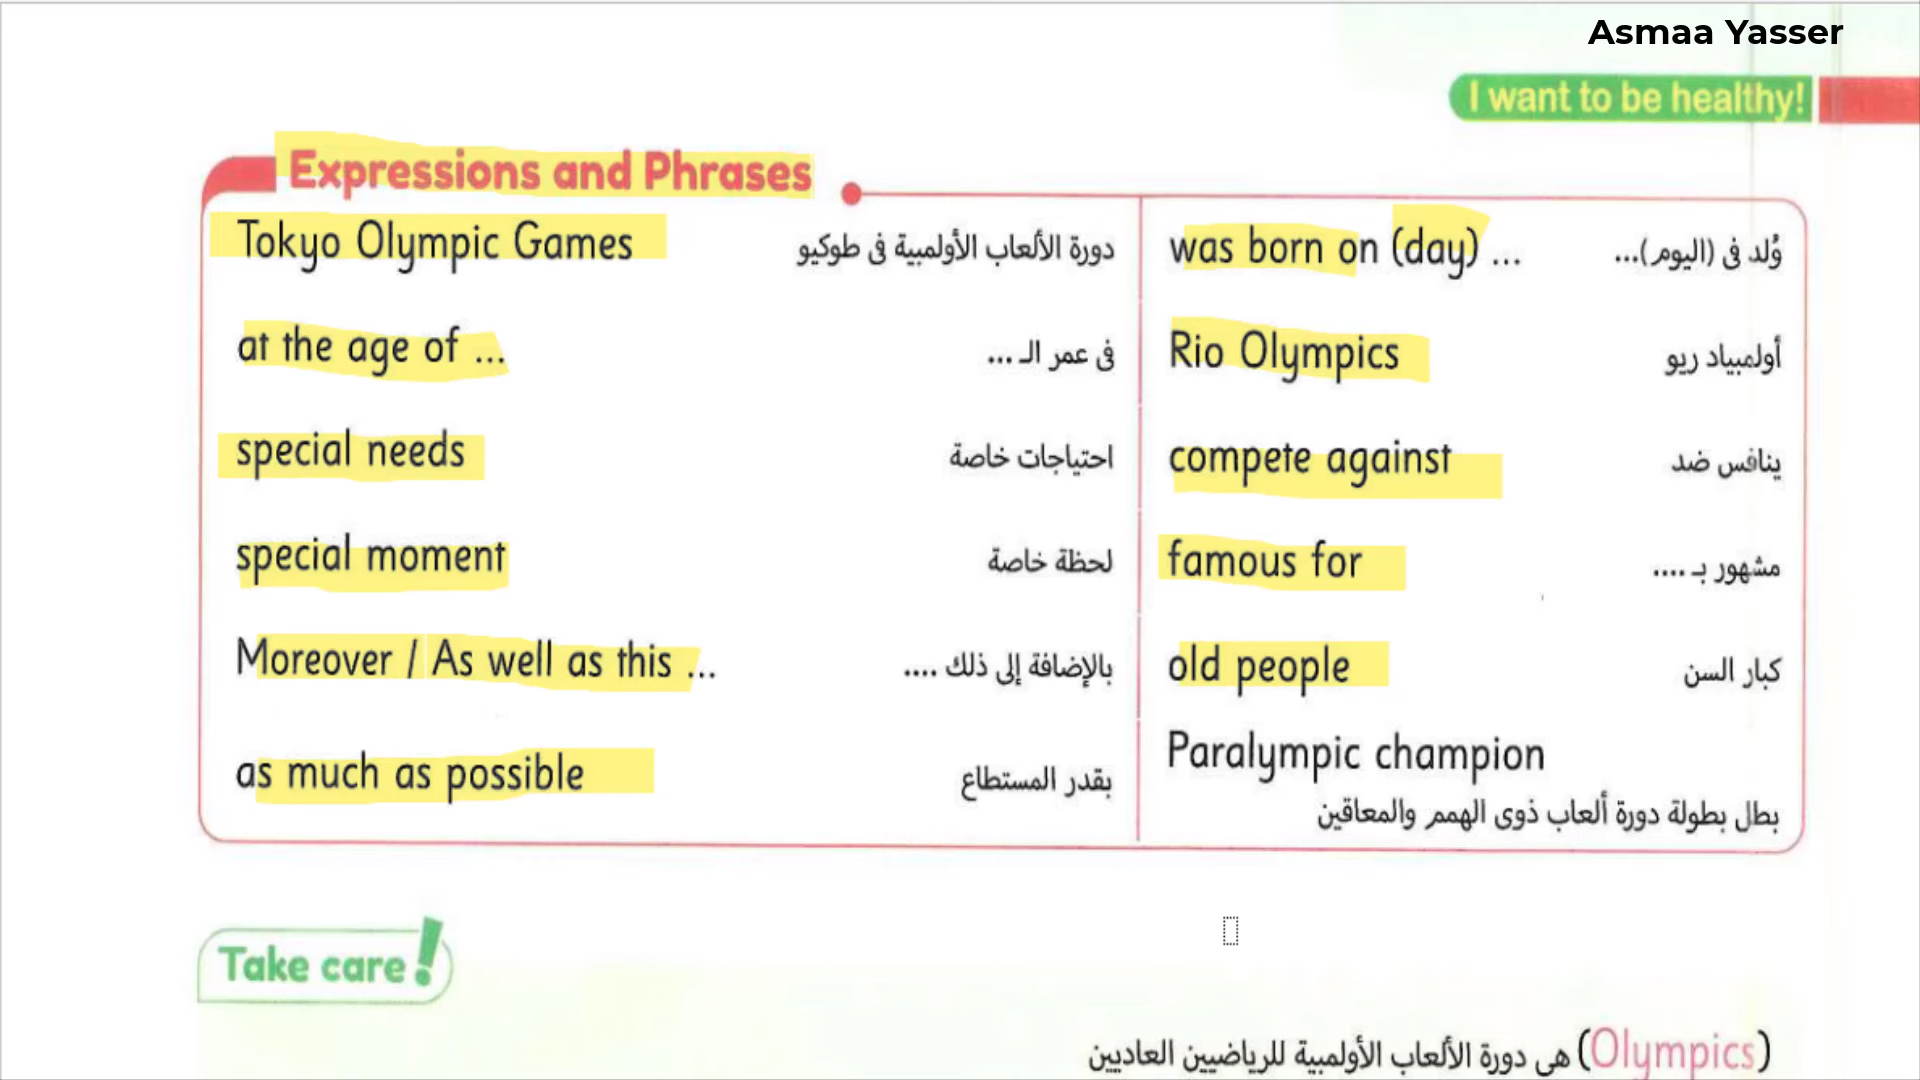 Asmaa Yasser
I want to be healthy!
Expressions and Phrases
Tokyo Olympic Games دورة الألعاب الأولمبية فى طوكيو
at the age of ... فى عمر الـ ...
special needs احتياجات خاصة
special moment لحظة خاصة
Moreover / As well as this ... بالإضافة إلى ذلك ....
as much as possible بقدر المستطاع
was born on (day) ... وُلد فى (اليوم)...
Rio Olympics أولمبياد ريو
compete against ينافس ضد
famous for مشهور بـ ....
old people كبار السن
Paralympic champion
بطل بطولة دورة ألعاب ذوى الهمم والمعاقين
Take care!
(Olympics) هى دورة الألعاب الأولمبية للرياضيين العاديين